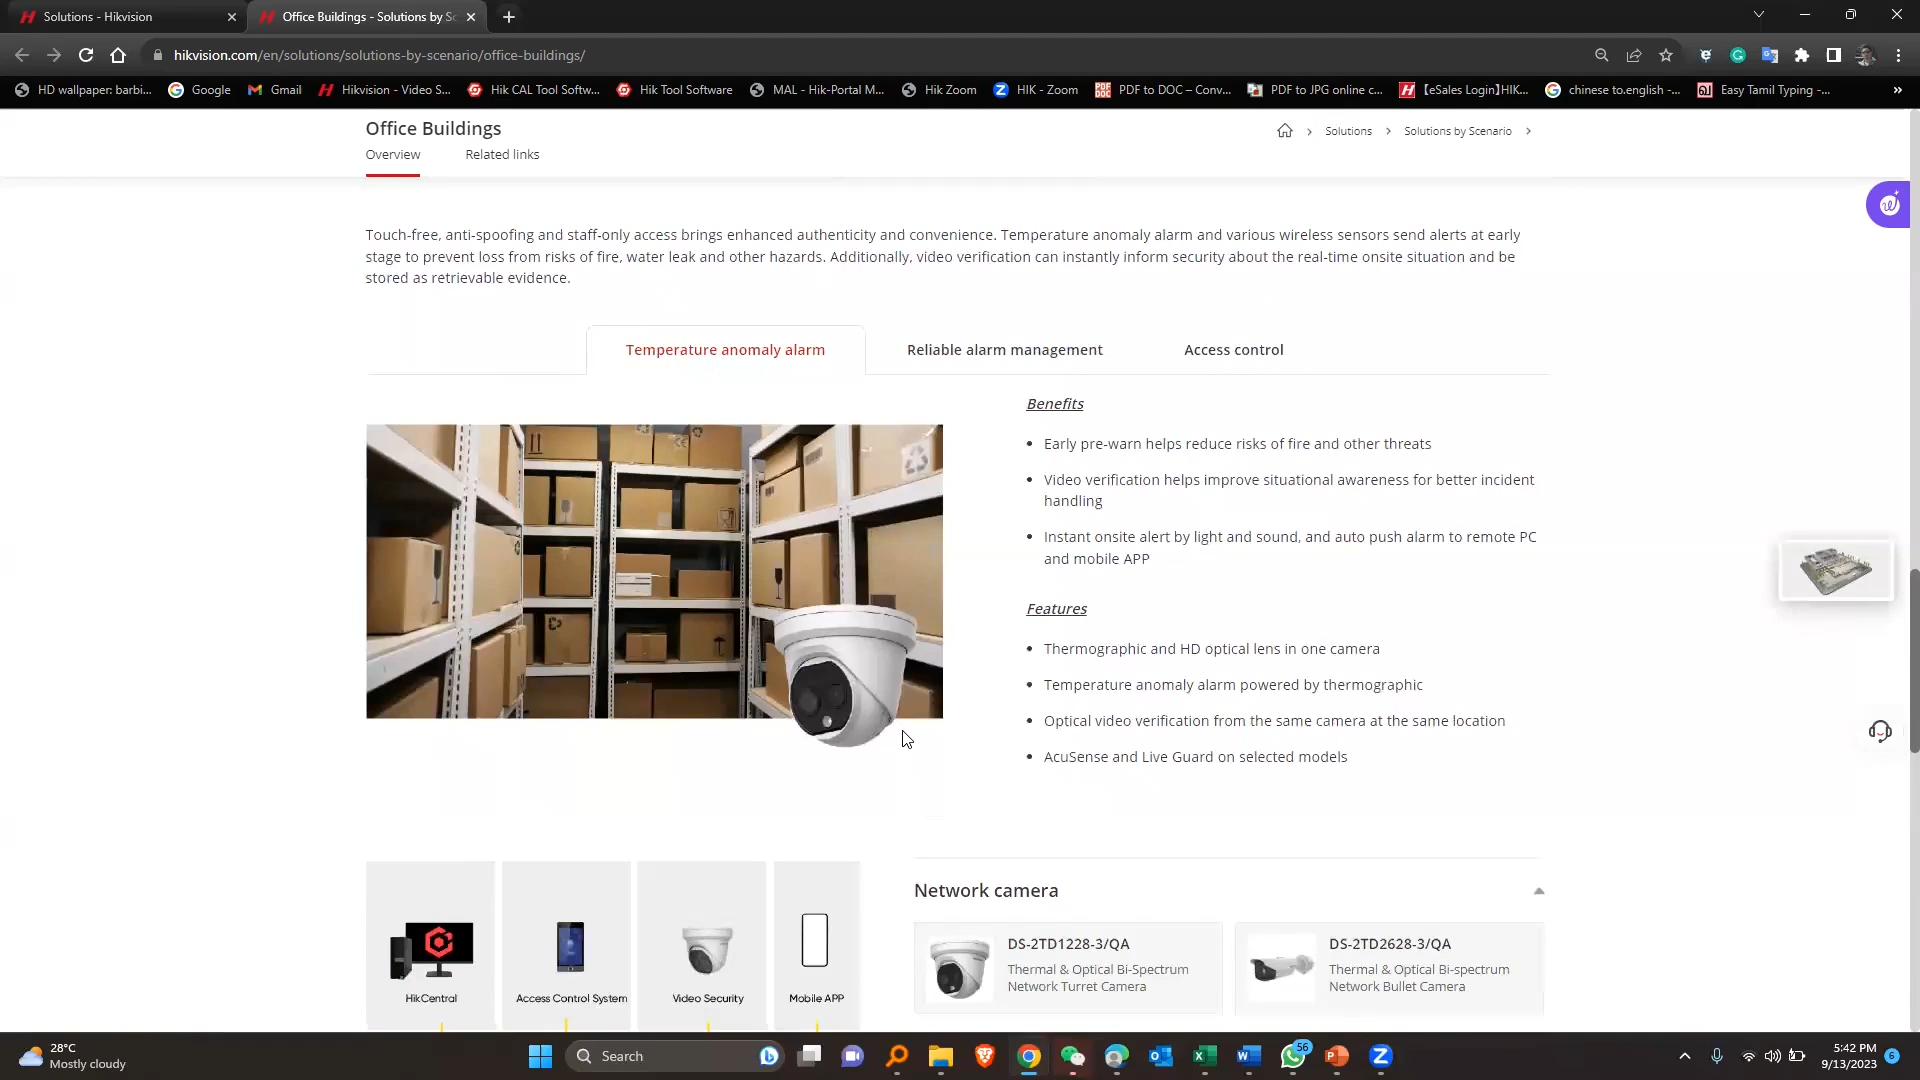 Solutions - Hikvision
Office Buildings - Solutions by Sc
hikvision.com/en/solutions/solutions-by-scenario/office-buildings/
HD wallpaper: barbi...
Google
Gmail
Hikvision - Video S...
Hik CAL Tool Softw...
Hik Tool Software
MAL - Hik-Portal M...
Hik Zoom
HIK - Zoom
PDF to DOC – Conv...
PDF to JPG online c...
【eSales Login】HIK...
chinese to.english -...
Easy Tamil Typing -...
»
Office Buildings
Solutions
Solutions by Scenario
Overview
Related links
Touch-free, anti-spoofing and staff-only access brings enhanced authenticity and convenience. Temperature anomaly alarm and various wireless sensors send alerts at early
stage to prevent loss from risks of fire, water leak and other hazards. Additionally, video verification can instantly inform security about the real-time onsite situation and be
stored as retrievable evidence.
Temperature anomaly alarm
Reliable alarm management
Access control
Benefits
• Early pre-warn helps reduce risks of fire and other threats
• Video verification helps improve situational awareness for better incident
handling
• Instant onsite alert by light and sound, and auto push alarm to remote PC
and mobile APP
Features
• Thermographic and HD optical lens in one camera
• Temperature anomaly alarm powered by thermographic
• Optical video verification from the same camera at the same location
• AcuSense and Live Guard on selected models
HikCentral
Access Control System
Video Security
Mobile APP
Network camera
DS-2TD1228-3/QA
Thermal & Optical Bi-Spectrum
Network Turret Camera
DS-2TD2628-3/QA
Thermal & Optical Bi-spectrum
Network Bullet Camera
28°C
Mostly cloudy
Search
56
5:42 PM
9/13/2023
6